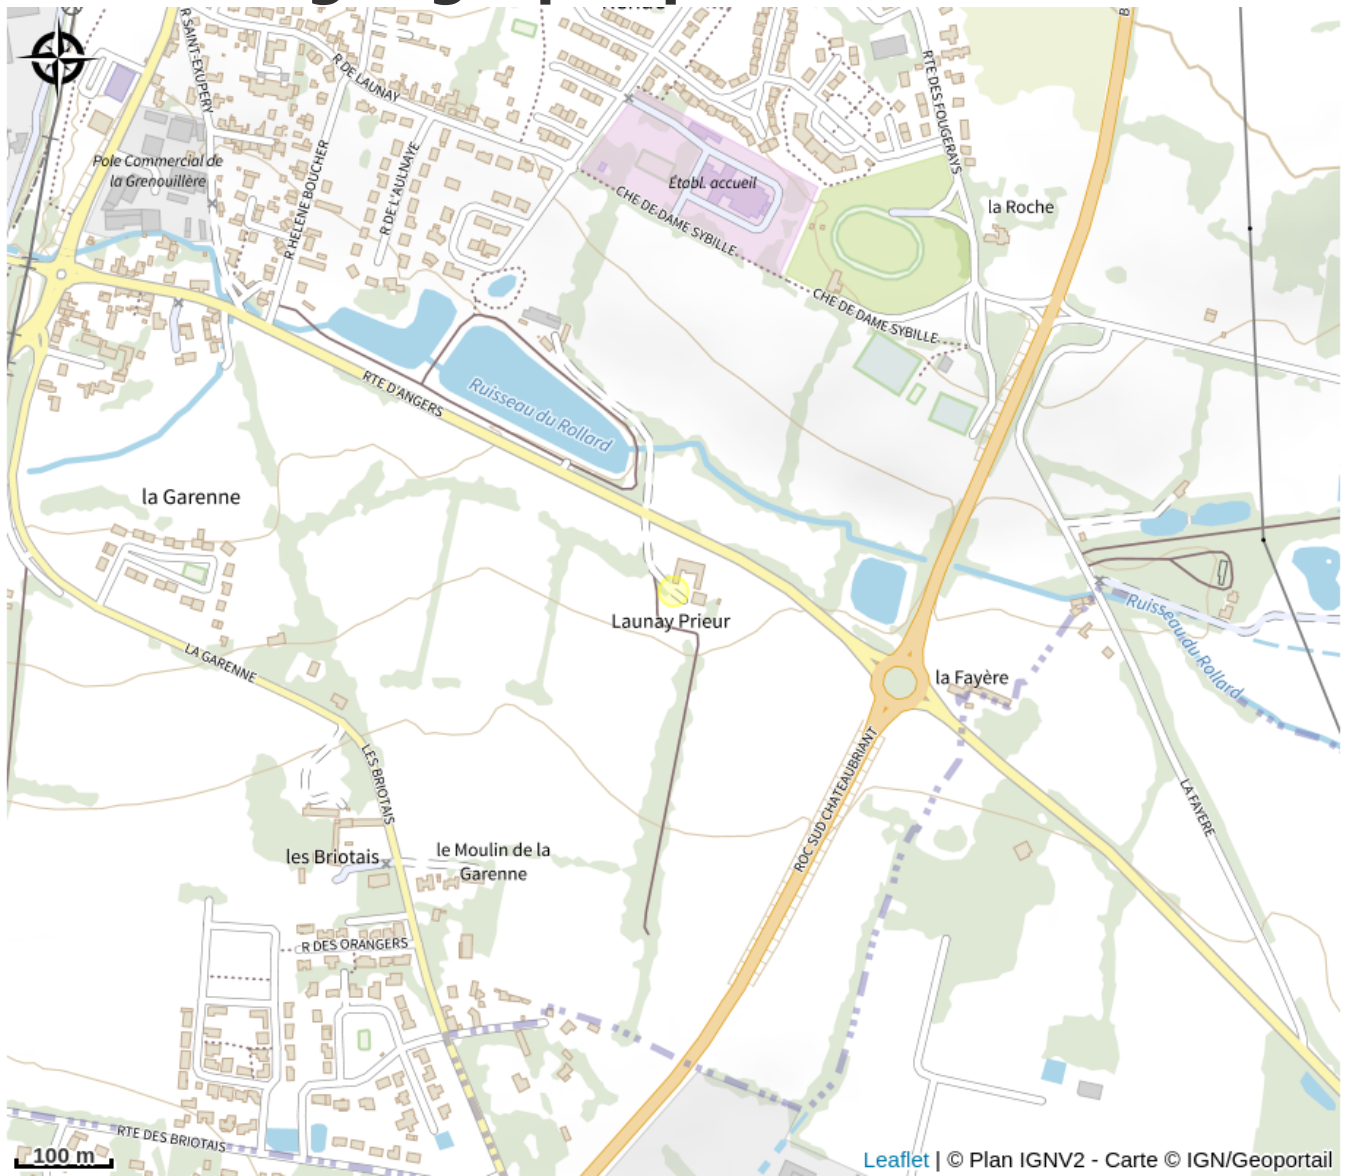 R SAINT-EXUPERY
R DE LAUNAY
RTE DES FOUGERAYS
B
Pole Commercial de
la Grenouillère
R HELENE BOUCHER
R DE L'AULNAYE
Établ. accueil
CHE DE DAME SYBILLE
la Roche
CHE DE DAME SYBILLE
RTE D'ANGERS
Ruisseau du Rollard
la Garenne
Launay Prieur
Ruisseau du Rollard
LA GARENNE
la Fayère
LES BRIOTAIS
ROC SUD CHATEAUBRIANT
LA FAYERE
les Briotais
le Moulin de la
Garenne
R DES ORANGERS
RTE DES BRIOTAIS
100 m
Leaflet | © Plan IGNV2 - Carte © IGN/Geoportail